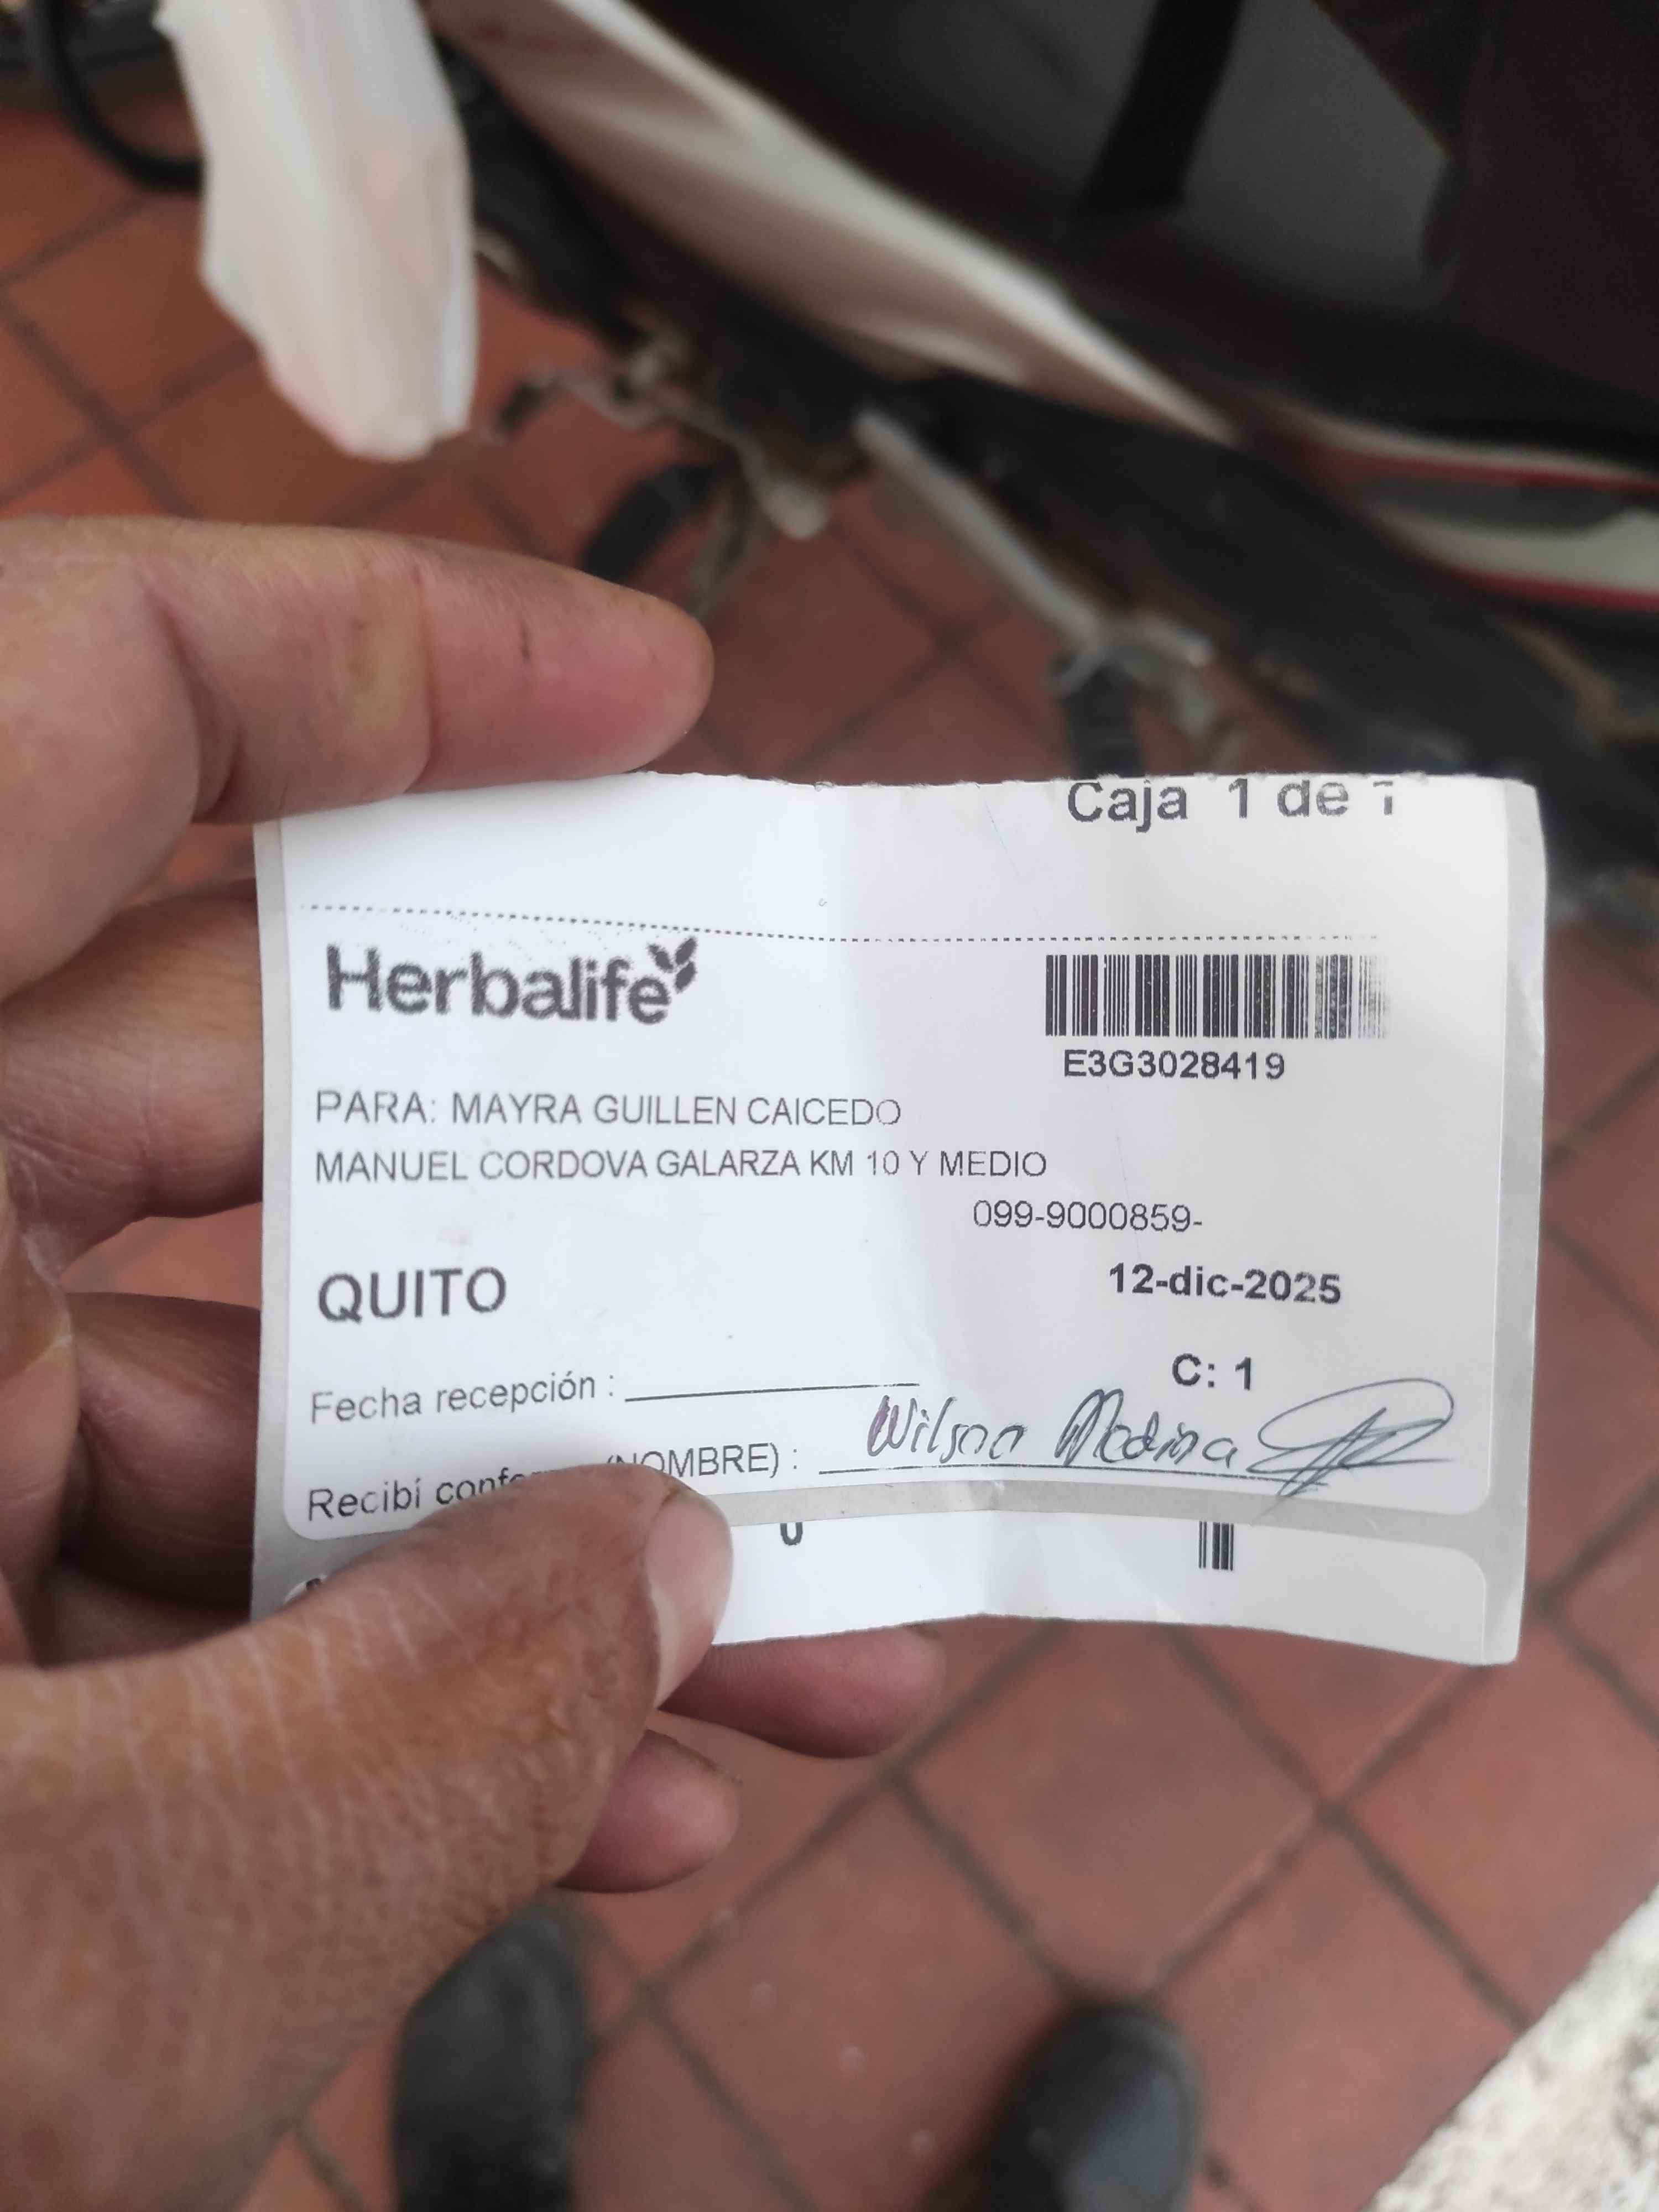 Caja 1 de 1
Herbalife
E3G3028419
PARA: MAYRA GUILLEN CAICEDO
MANUEL CORDOVA GALARZA KM 10 Y MEDIO
099-9000859-
QUITO
12-dic-2025
C: 1
Fecha recepción :
Recibí (NOMBRE) : Wilson Medina